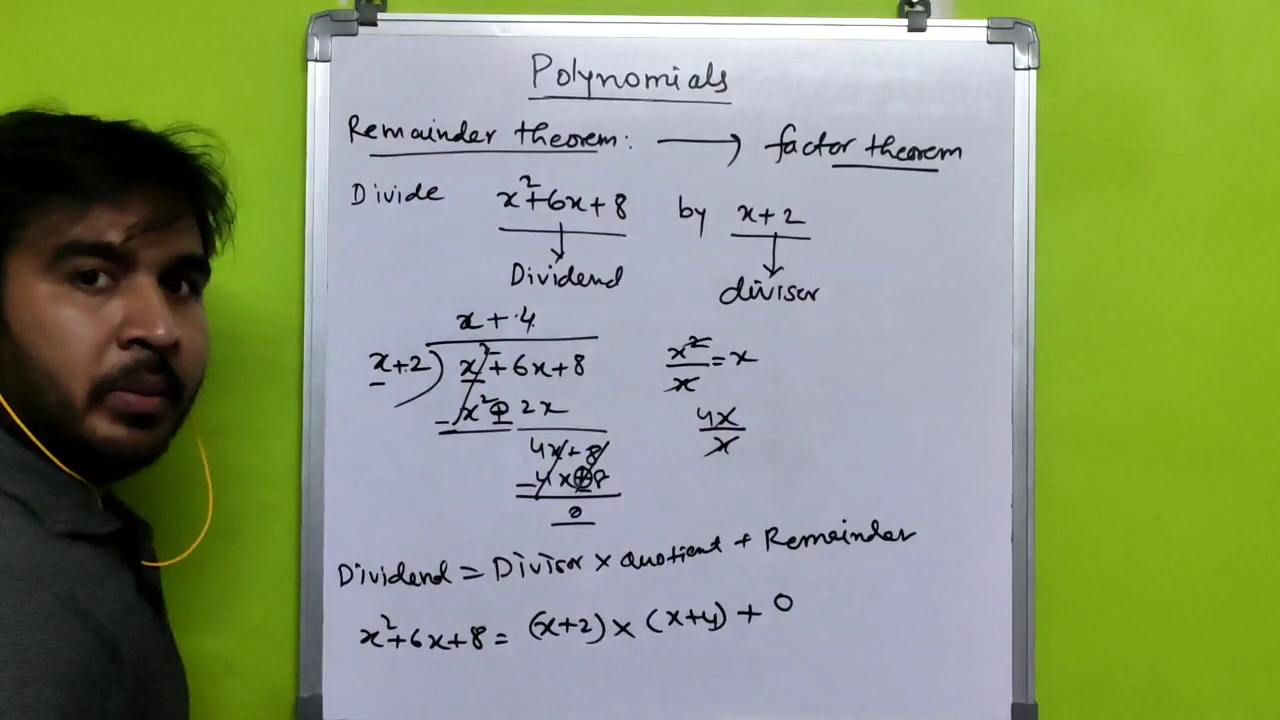 Polynomials
Remainder theorem: ⟶ factor theorem
Divide x²+6x+8 by x+2
Dividend divisor
x+4
x+2) x²+6x+8 x²/x=x
-x²+2x 4x/x
4x+8
-4x+8
0
Dividend = Divisor × quotient + Remainder
x²+6x+8 = (x+2) × (x+4) + 0